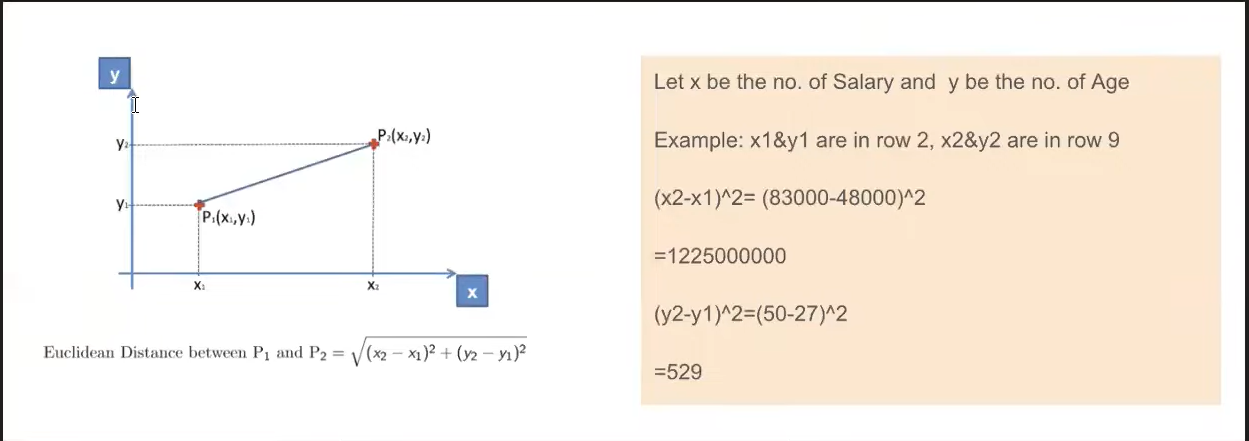 y
y₂
P₂(x₂,y₂)
y₁
P₁(x₁,y₁)
x₁
x₂
x
Euclidean Distance between P₁ and P₂ = √(x₂ − x₁)² + (y₂ − y₁)²
Let x be the no. of Salary and y be the no. of Age
Example: x1&y1 are in row 2, x2&y2 are in row 9
(x2-x1)^2= (83000-48000)^2
=1225000000
(y2-y1)^2=(50-27)^2
=529